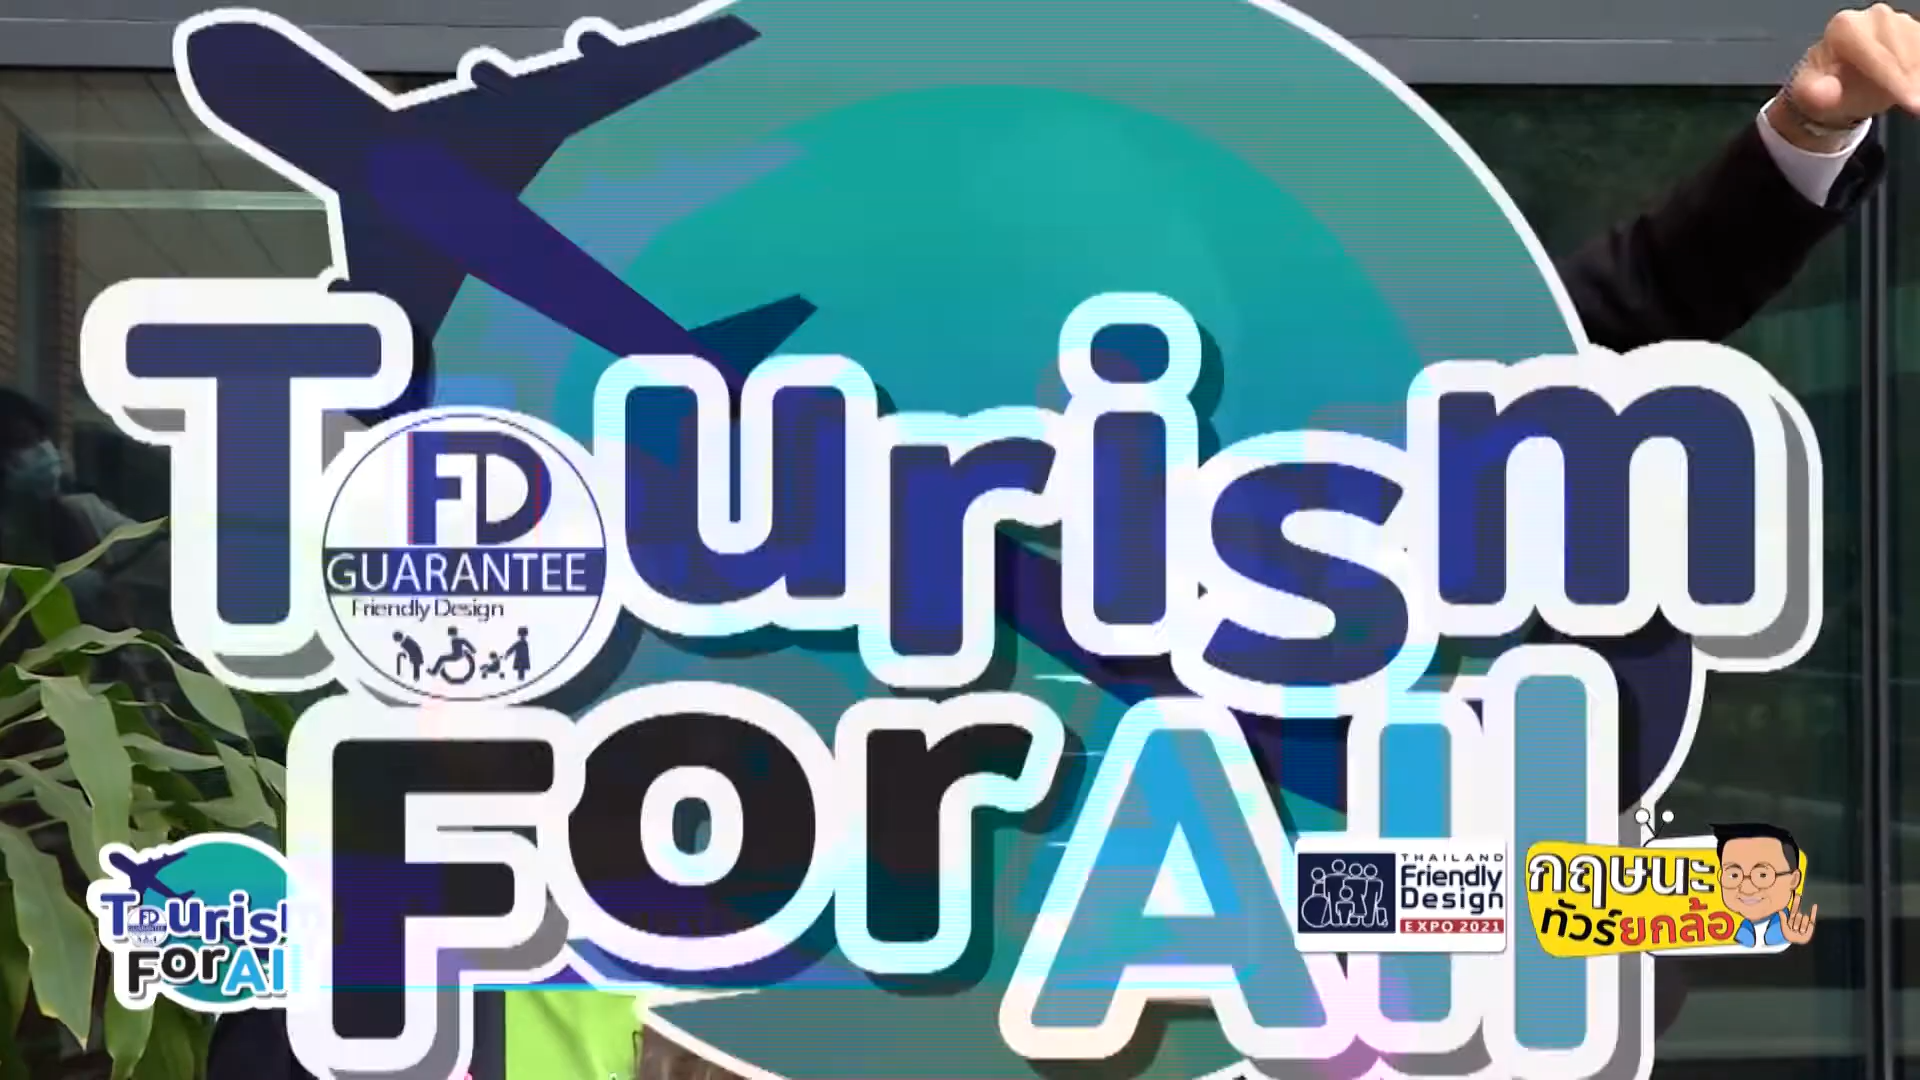 Tourism
FD
GUARANTEE
Friendly Design
For All
Tourism
FD
For All
THAILAND
Friendly
Design
EXPO 2021
กฤษนะ
ทัวร์ยกล้อ